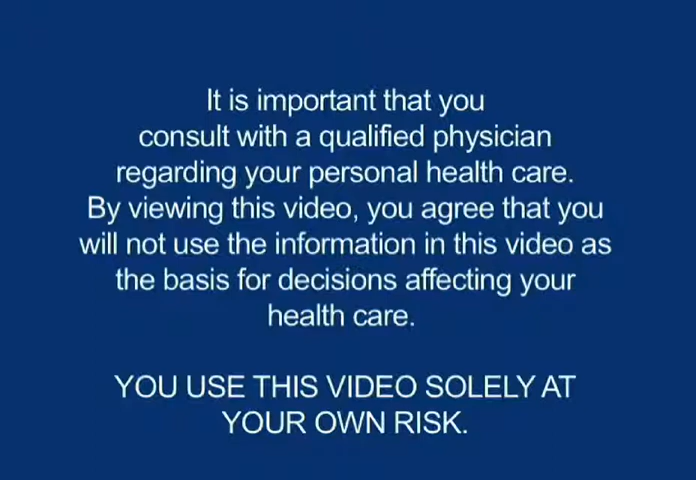 It is important that you
consult with a qualified physician
regarding your personal health care.
By viewing this video, you agree that you
will not use the information in this video as
the basis for decisions affecting your
health care.
YOU USE THIS VIDEO SOLELY AT
YOUR OWN RISK.